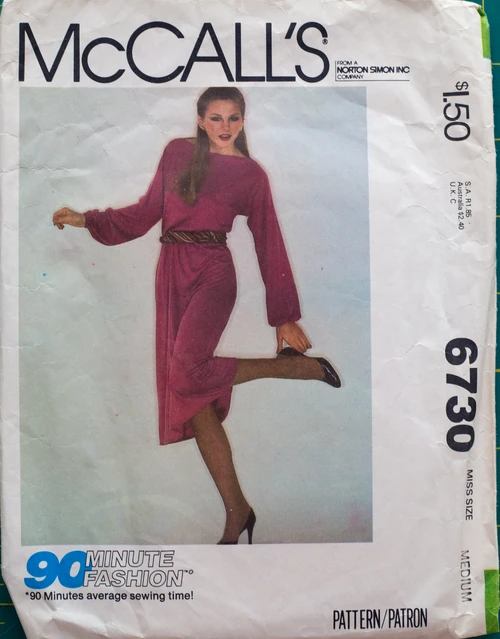 McCALL'S®
FROM A
NORTON SIMON INC
COMPANY
$1.50
S.A. R1.85
Australia $2.40
U.K. C
6730
MISS SIZE
MEDIUM
90 MINUTE
FASHION™©
*90 Minutes average sewing time!
PATTERN/PATRON